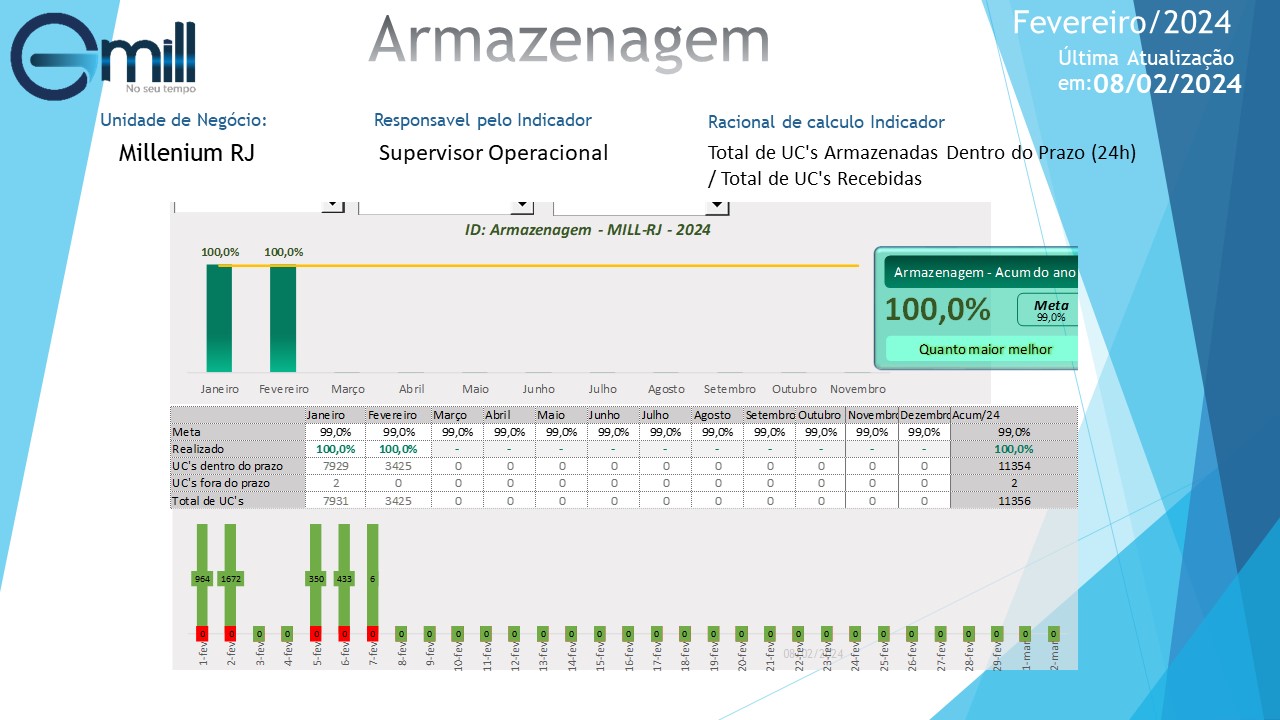 Gmill
No seu tempo
Armazenagem
Fevereiro/2024
Última Atualização
em:08/02/2024
Unidade de Negócio:
Millenium RJ
Responsavel pelo Indicador
Supervisor Operacional
Racional de calculo Indicador
Total de UC's Armazenadas Dentro do Prazo (24h)
/ Total de UC's Recebidas
ID: Armazenagem - MILL-RJ - 2024
100,0% 100,0%
Armazenagem - Acum do ano
100,0%
Meta
99,0%
Quanto maior melhor
Janeiro Fevereiro Março Abril Maio Junho Julho Agosto Setembro Outubro Novembro
Janeiro Fevereiro Março Abril Maio Junho Julho Agosto Setembro Outubro Novembro Dezembro Acum/24
Meta 99,0% 99,0% 99,0% 99,0% 99,0% 99,0% 99,0% 99,0% 99,0% 99,0% 99,0% 99,0% 99,0%
Realizado 100,0% 100,0% - - - - - - - - - - 100,0%
UC's dentro do prazo 7929 3425 0 0 0 0 0 0 0 0 0 0 11354
UC's fora do prazo 2 0 0 0 0 0 0 0 0 0 0 0 2
Total de UC's 7931 3425 0 0 0 0 0 0 0 0 0 0 11356
964 1672 350 433 6
0 0 0 0 0 0 0 0 0 0 0 0 0 0 0 0 0 0 0 0 0 0 0 0 0 0 0 0 0 0 0
1-fev 2-fev 3-fev 4-fev 5-fev 6-fev 7-fev 8-fev 9-fev 10-fev 11-fev 12-fev 13-fev 14-fev 15-fev 16-fev 17-fev 18-fev 19-fev 20-fev 21-fev 22-fev 23-fev 24-fev 25-fev 26-fev 27-fev 28-fev 29-fev 1-mar 2-mar
08/02/2024